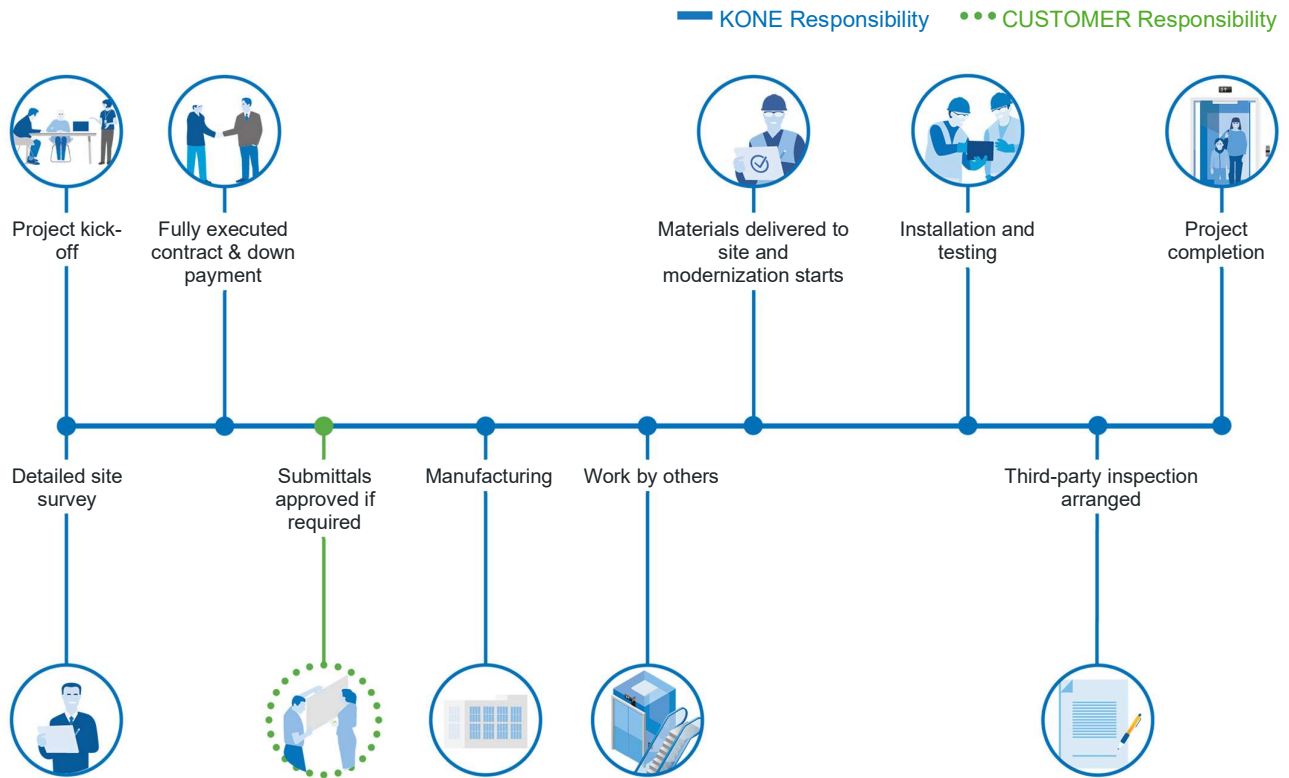 KONE Responsibility
CUSTOMER Responsibility
Project kick-
off
Fully executed
contract & down
payment
Materials delivered to
site and
modernization starts
Installation and
testing
Project
completion
Detailed site
survey
Submittals
approved if
required
Manufacturing
Work by others
Third-party inspection
arranged